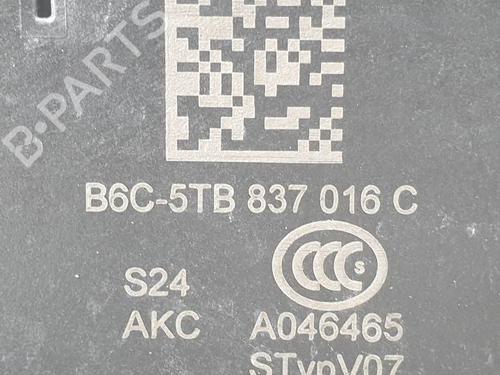 B-PARTS
B6C-5TB 837 016 C
CCC S
S24
AKC A046465
STypV07